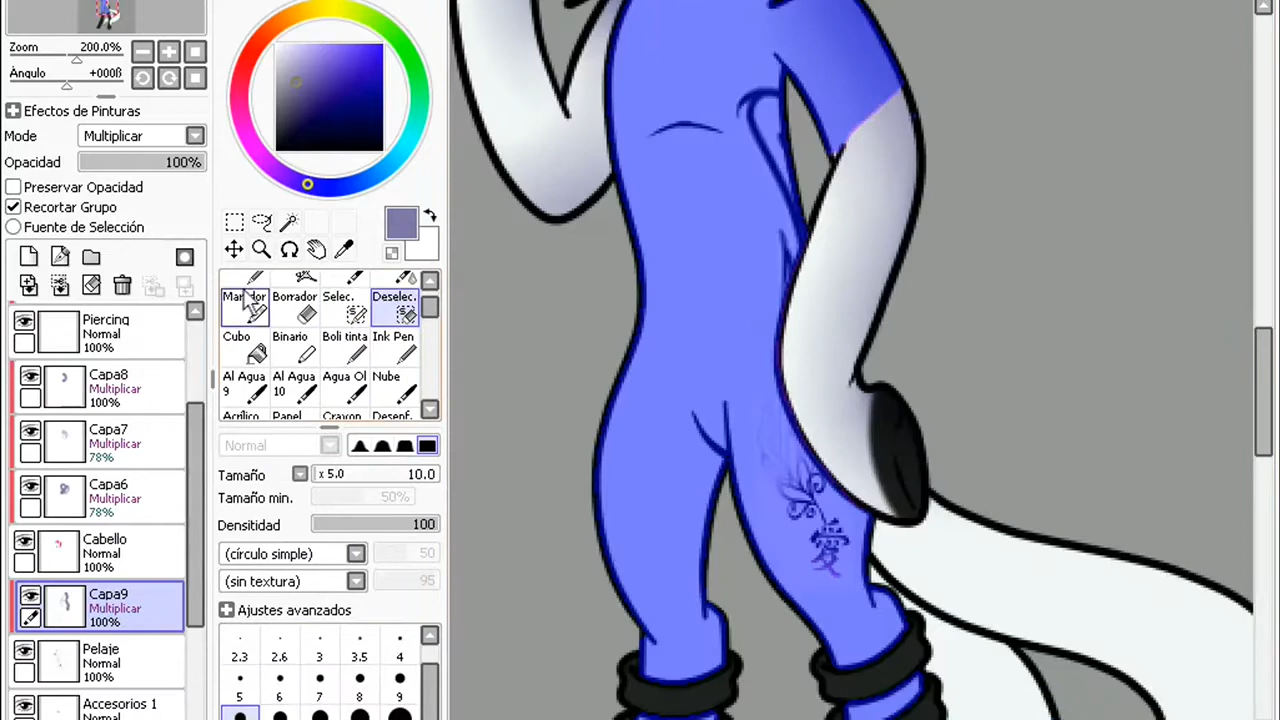 Zoom 200.0%
Ángulo +000ß
Efectos de Pinturas
Mode Multiplicar
Opacidad 100%
Preservar Opacidad
Recortar Grupo
Fuente de Selección
Piercing
Normal
100%
Capa8
Multiplicar
100%
Capa7
Multiplicar
78%
Capa6
Multiplicar
78%
Cabello
Normal
100%
Capa9
Multiplicar
100%
Pelaje
Normal
100%
Accesorios 1
Normal
Borrador Selec. Deselec.
Cubo Binario Boli tinta Ink Pen
Al Agua 9 Al Agua 10 Agua Ol Nube
Acrílico Papel Crayon Desenf.
Normal
Tamaño x 5.0 10.0
Tamaño min. 50%
Densitidad 100
(círculo simple) 50
(sin textura) 95
Ajustes avanzados
2.3 2.6 3 3.5 4
5 6 7 8 9
愛